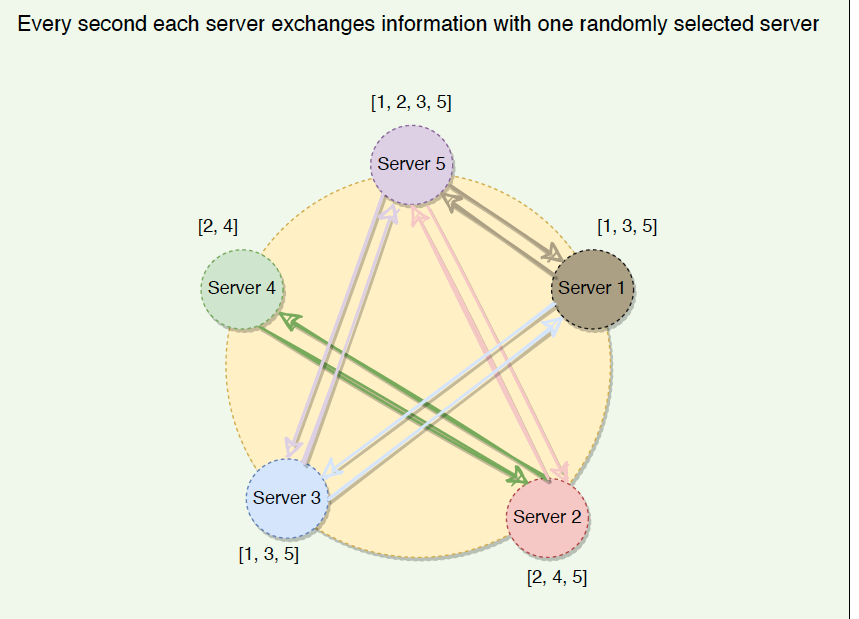 Every second each server exchanges information with one randomly selected server
[1, 2, 3, 5]
Server 5
[2, 4]
[1, 3, 5]
Server 4
Server 1
Server 3
Server 2
[1, 3, 5]
[2, 4, 5]